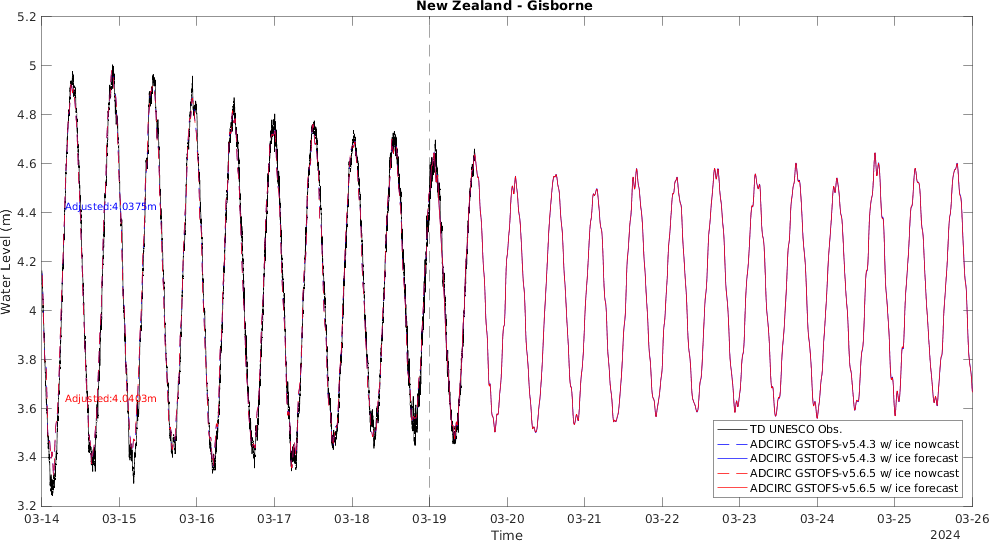 New Zealand - Gisborne
5.2
5
4.8
4.6
4.4
4.2
4
3.8
3.6
3.4
3.2
Water Level (m)
Adjusted:4.0375m
Adjusted:4.0403m
TD UNESCO Obs.
ADCIRC GSTOFS-v5.4.3 w/ ice nowcast
ADCIRC GSTOFS-v5.4.3 w/ ice forecast
ADCIRC GSTOFS-v5.6.5 w/ ice nowcast
ADCIRC GSTOFS-v5.6.5 w/ ice forecast
03-14 03-15 03-16 03-17 03-18 03-19 03-20 03-21 03-22 03-23 03-24 03-25 03-26
Time
2024